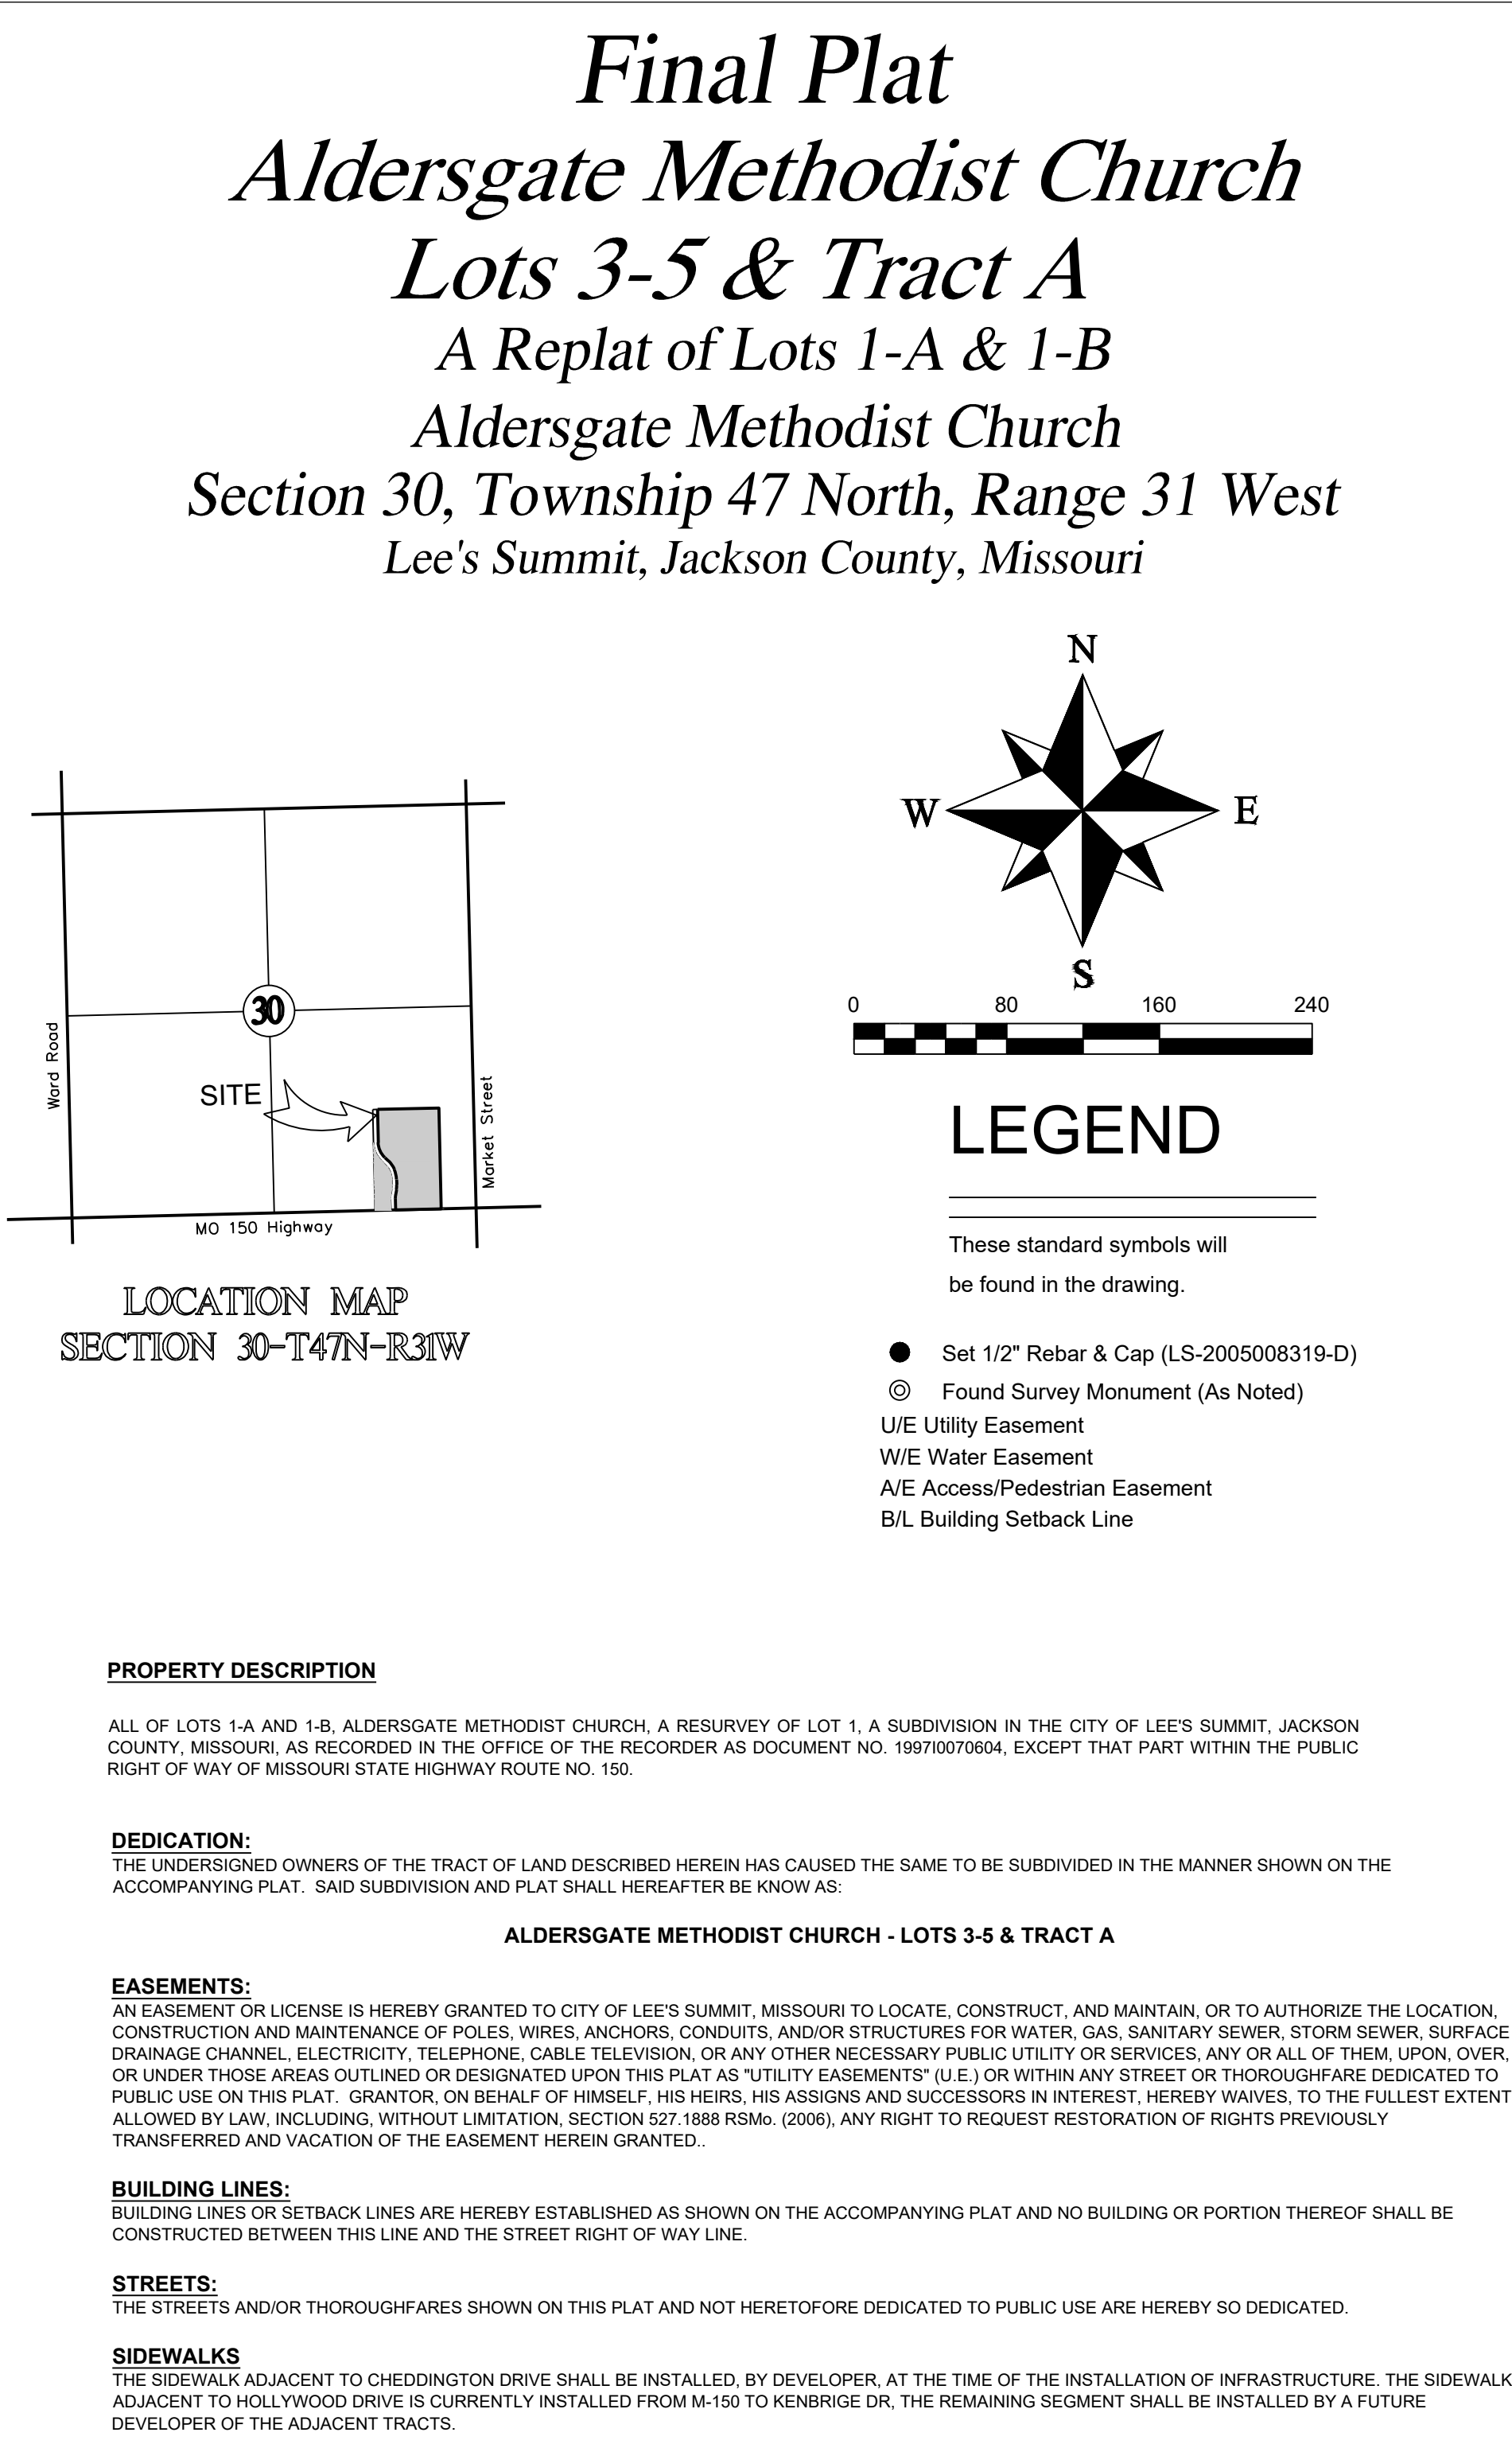 Final Plat
Aldersgate Methodist Church
Lots 3-5 & Tract A
A Replat of Lots 1-A & 1-B
Aldersgate Methodist Church
Section 30, Township 47 North, Range 31 West
Lee's Summit, Jackson County, Missouri
30
SITE
Ward Road
Market Street
MO 150 Highway
LOCATION MAP
SECTION 30-T47N-R31W
N
W
E
S
0 80 160 240
LEGEND
These standard symbols will
be found in the drawing.
Set 1/2" Rebar & Cap (LS-2005008319-D)
Found Survey Monument (As Noted)
U/E Utility Easement
W/E Water Easement
A/E Access/Pedestrian Easement
B/L Building Setback Line
PROPERTY DESCRIPTION
ALL OF LOTS 1-A AND 1-B, ALDERSGATE METHODIST CHURCH, A RESURVEY OF LOT 1, A SUBDIVISION IN THE CITY OF LEE'S SUMMIT, JACKSON
COUNTY, MISSOURI, AS RECORDED IN THE OFFICE OF THE RECORDER AS DOCUMENT NO. 1997I0070604, EXCEPT THAT PART WITHIN THE PUBLIC
RIGHT OF WAY OF MISSOURI STATE HIGHWAY ROUTE NO. 150.
DEDICATION:
THE UNDERSIGNED OWNERS OF THE TRACT OF LAND DESCRIBED HEREIN HAS CAUSED THE SAME TO BE SUBDIVIDED IN THE MANNER SHOWN ON THE
ACCOMPANYING PLAT. SAID SUBDIVISION AND PLAT SHALL HEREAFTER BE KNOW AS:
ALDERSGATE METHODIST CHURCH - LOTS 3-5 & TRACT A
EASEMENTS:
AN EASEMENT OR LICENSE IS HEREBY GRANTED TO CITY OF LEE'S SUMMIT, MISSOURI TO LOCATE, CONSTRUCT, AND MAINTAIN, OR TO AUTHORIZE THE LOCATION,
CONSTRUCTION AND MAINTENANCE OF POLES, WIRES, ANCHORS, CONDUITS, AND/OR STRUCTURES FOR WATER, GAS, SANITARY SEWER, STORM SEWER, SURFACE
DRAINAGE CHANNEL, ELECTRICITY, TELEPHONE, CABLE TELEVISION, OR ANY OTHER NECESSARY PUBLIC UTILITY OR SERVICES, ANY OR ALL OF THEM, UPON, OVER,
OR UNDER THOSE AREAS OUTLINED OR DESIGNATED UPON THIS PLAT AS "UTILITY EASEMENTS" (U.E.) OR WITHIN ANY STREET OR THOROUGHFARE DEDICATED TO
PUBLIC USE ON THIS PLAT. GRANTOR, ON BEHALF OF HIMSELF, HIS HEIRS, HIS ASSIGNS AND SUCCESSORS IN INTEREST, HEREBY WAIVES, TO THE FULLEST EXTENT
ALLOWED BY LAW, INCLUDING, WITHOUT LIMITATION, SECTION 527.1888 RSMo. (2006), ANY RIGHT TO REQUEST RESTORATION OF RIGHTS PREVIOUSLY
TRANSFERRED AND VACATION OF THE EASEMENT HEREIN GRANTED..
BUILDING LINES:
BUILDING LINES OR SETBACK LINES ARE HEREBY ESTABLISHED AS SHOWN ON THE ACCOMPANYING PLAT AND NO BUILDING OR PORTION THEREOF SHALL BE
CONSTRUCTED BETWEEN THIS LINE AND THE STREET RIGHT OF WAY LINE.
STREETS:
THE STREETS AND/OR THOROUGHFARES SHOWN ON THIS PLAT AND NOT HERETOFORE DEDICATED TO PUBLIC USE ARE HEREBY SO DEDICATED.
SIDEWALKS
THE SIDEWALK ADJACENT TO CHEDDINGTON DRIVE SHALL BE INSTALLED, BY DEVELOPER, AT THE TIME OF THE INSTALLATION OF INFRASTRUCTURE. THE SIDEWALK
ADJACENT TO HOLLYWOOD DRIVE IS CURRENTLY INSTALLED FROM M-150 TO KENBRIGE DR, THE REMAINING SEGMENT SHALL BE INSTALLED BY A FUTURE
DEVELOPER OF THE ADJACENT TRACTS.